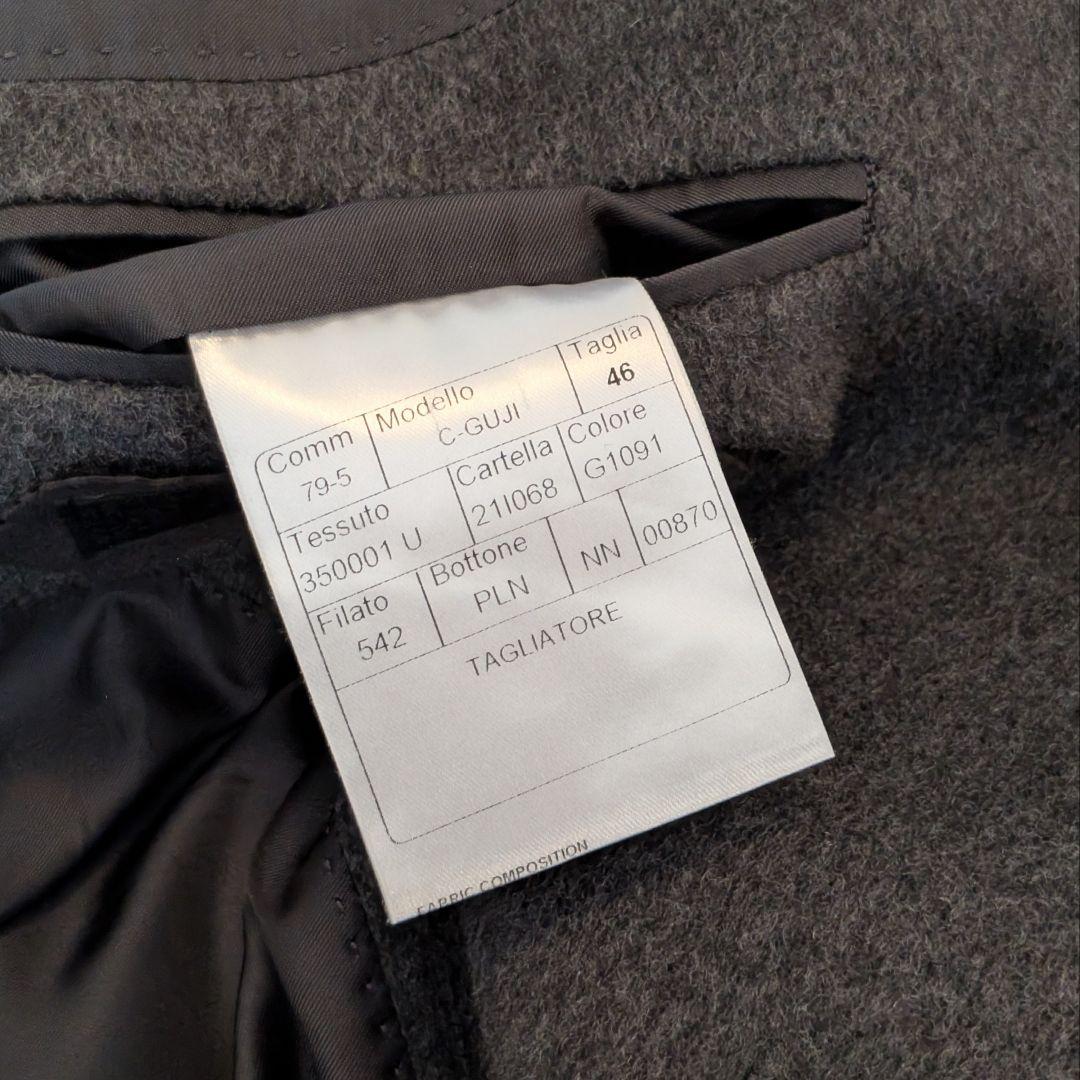 Comm Modello Taglia
79-5 C-GUJI 46
Tessuto Cartella Colore
350001 U 21I068 G1091
Filato Bottone
542 PLN NN 00870
TAGLIATORE
FABRIC COMPOSITION